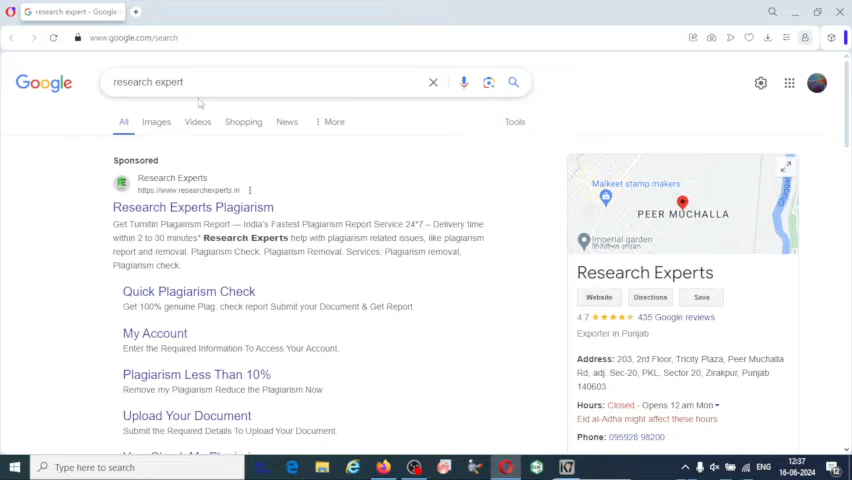 research expert - Google
www.google.com/search
Google
research expert
All Images Videos Shopping News More Tools
Sponsored
Research Experts
https://www.researchexperts.in
Research Experts Plagiarism
Get Turnitin Plagiairsm Report — India's Fastest Plagiarism Report Service 24*7 – Delivery time
within 2 to 30 minutes* Research Experts help with plagiarism related issues, like plagiarism
report and removal. Plagiarism Check. Plagiarism Removal. Services: Plagiarism removal,
Plagiarism check.
Quick Plagiarism Check
Get 100% genuine Plag. check report Submit your Document & Get Report
My Account
Enter the Required Information To Access Your Account.
Plagiarism Less Than 10%
Remove my Plagiarism Reduce the Plagiarism Now
Upload Your Document
Submit the Required Details To Upload Your Document.
Malkeet stamp makers
PEER MUCHALLA
Imperial garden
Ghaggar
Research Experts
Website Directions Save
4.7 435 Google reviews
Exporter in Punjab
Address: 203, 2rd Floor, Tricity Plaza, Peer Muchalla
Rd, adj. Sec-20, PKL, Sector 20, Zirakpur, Punjab
140603
Hours: Closed · Opens 12 am Mon
Eid al-Adha might affect these hours
Phone: 095928 98200
Type here to search
K7
ENG
12:37
16-06-2024
12